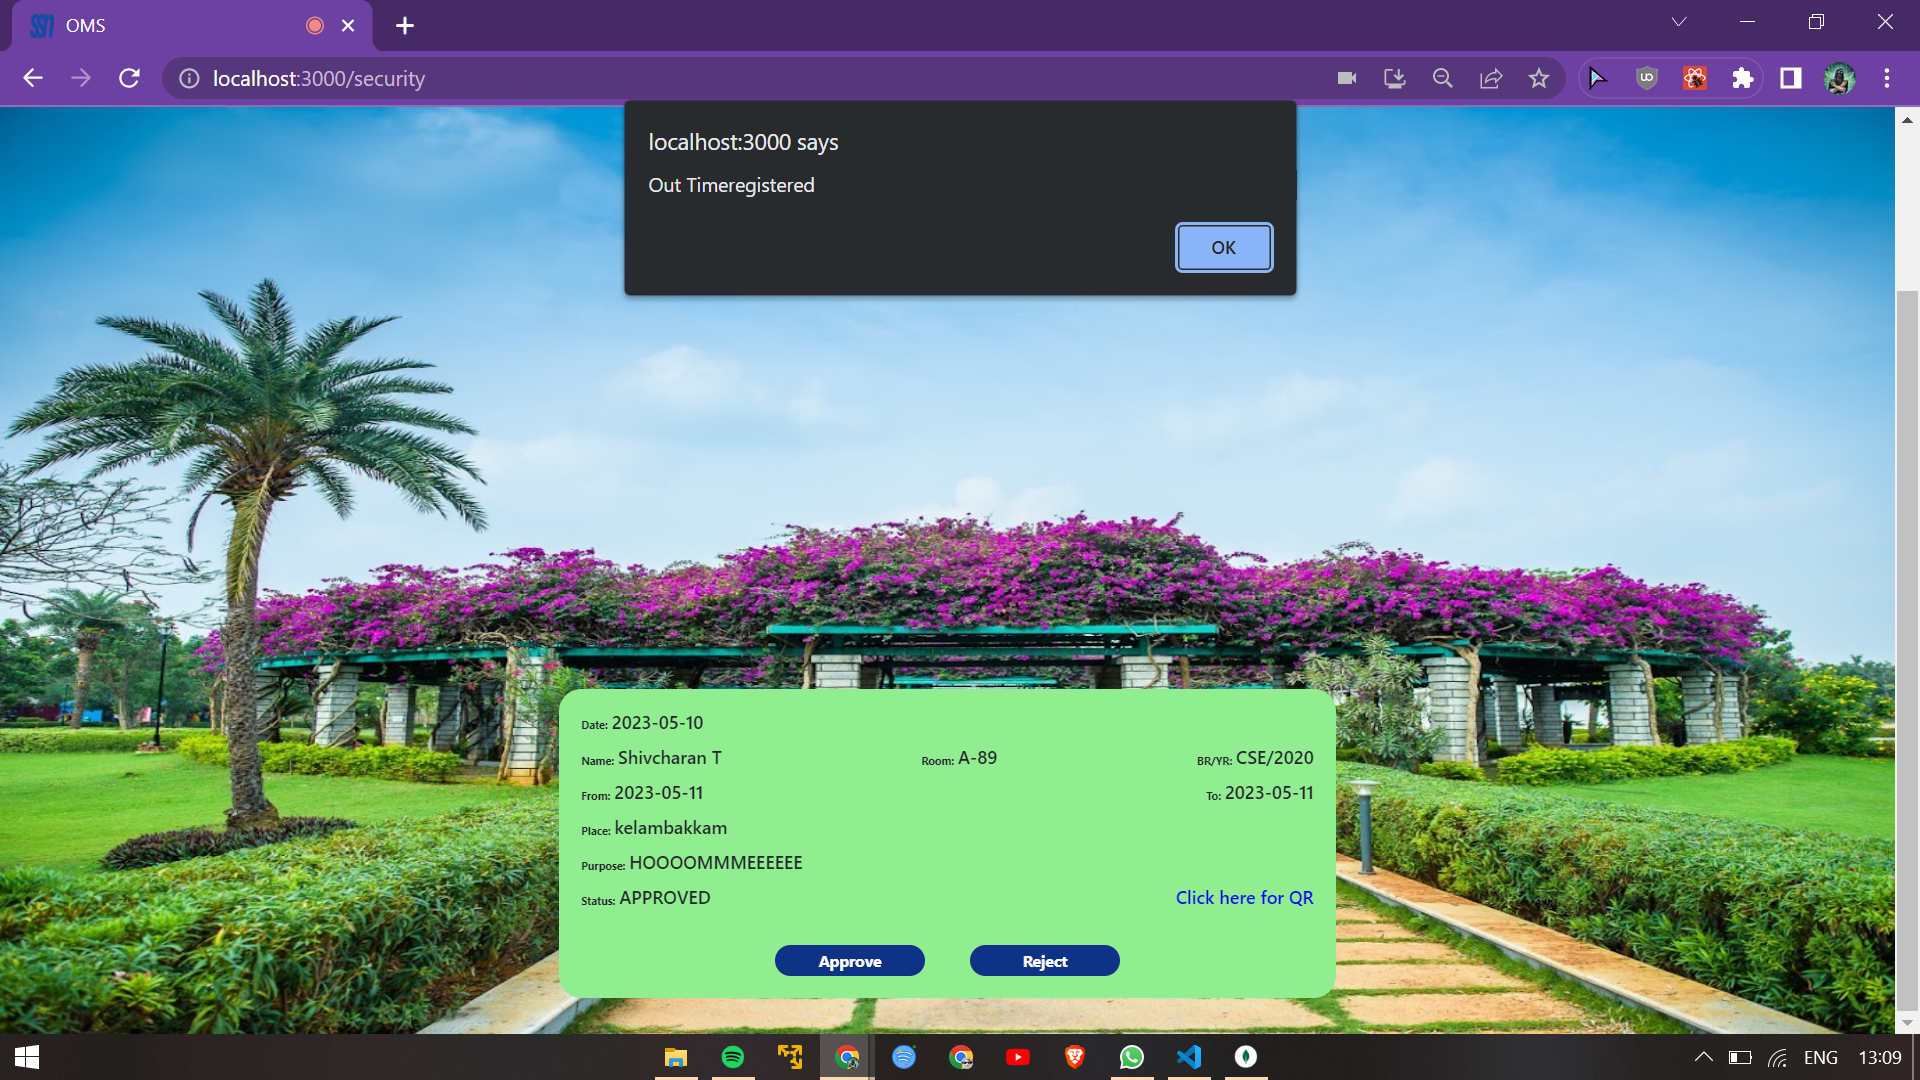 OMS
localhost:3000/security
localhost:3000 says
Out Timeregistered
OK
Date: 2023-05-10
Name: Shivcharan T Room: A-89 BR/YR: CSE/2020
From: 2023-05-11 To: 2023-05-11
Place: kelambakkam
Purpose: HOOOOMMMEEEEEE
Status: APPROVED Click here for QR
Approve Reject
ENG 13:09